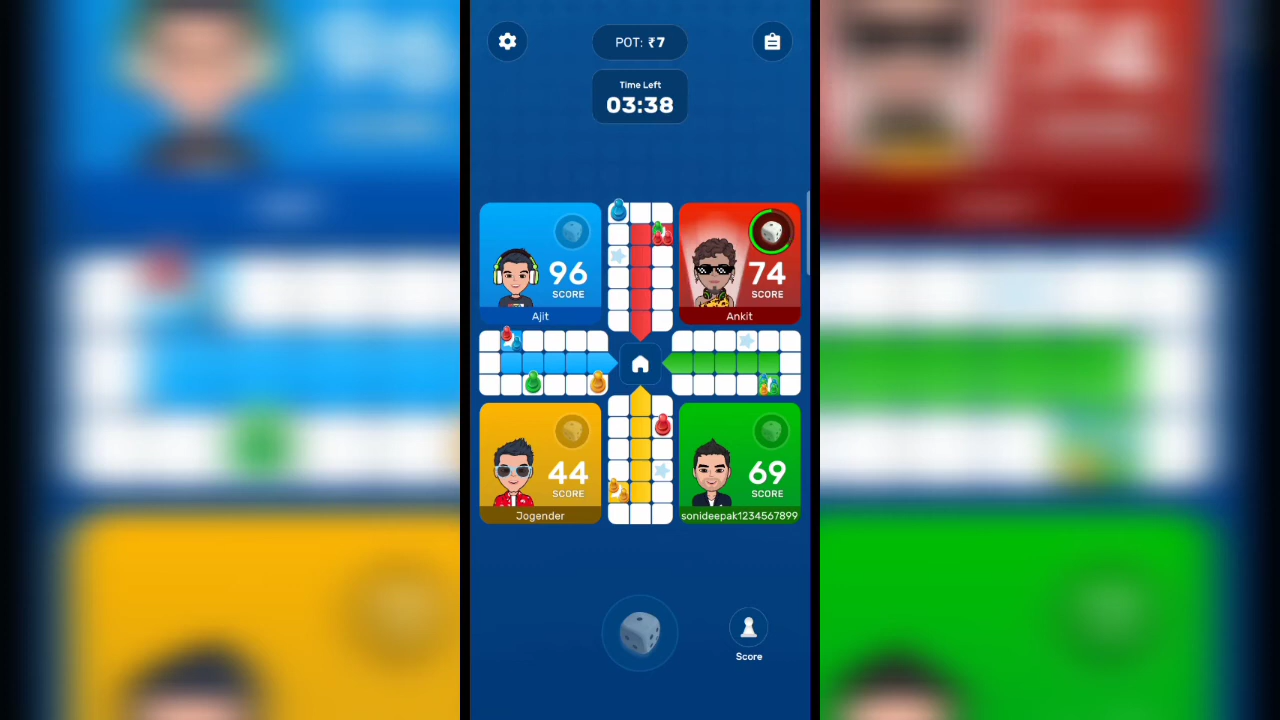 POT: ₹7
Time Left
03:38
96
SCORE
Ajit
74
SCORE
Ankit
44
SCORE
Jogender
69
SCORE
sonideepak1234567899
Score